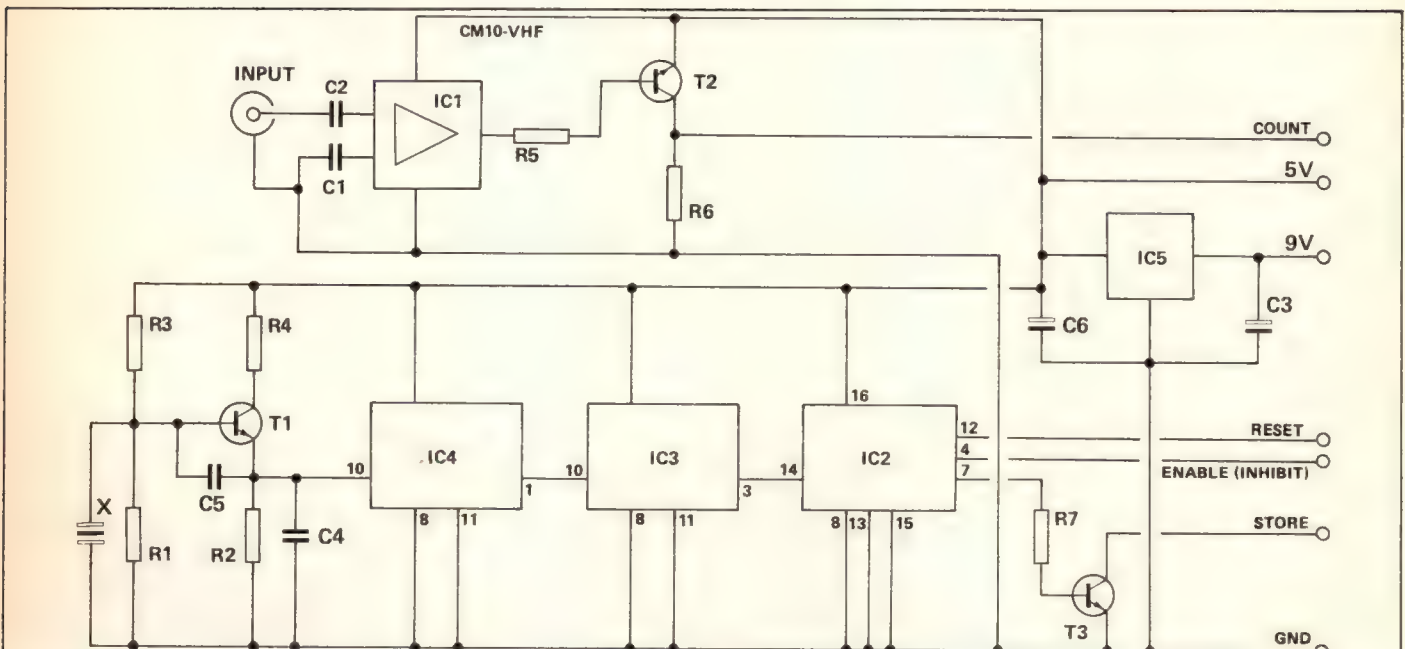 CM10-VHF
INPUT
C2
IC1
T2
C1
R5
R6
COUNT
5V
9V
IC5
C6
C3
R3
R4
T1
C5
X
R1
R2
C4
10
IC4
1
8
11
10
IC3
3
8
11
14
16
IC2
12
4
7
8
13
15
RESET
ENABLE (INHIBIT)
R7
STORE
T3
GND